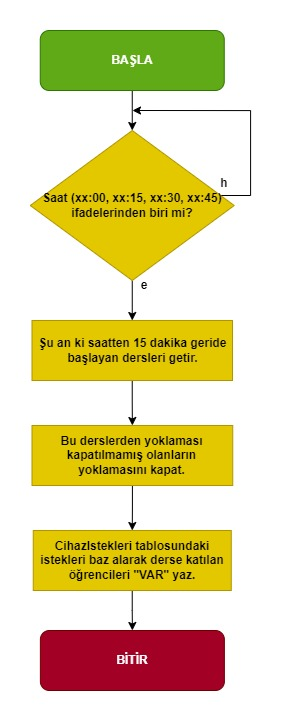 BAŞLA
h
Saat (xx:00, xx:15, xx:30, xx:45)
ifadelerinden biri mi?
e
Şu an ki saatten 15 dakika geride
başlayan dersleri getir.
Bu derslerden yoklaması
kapatılmamış olanların
yoklamasını kapat.
CihazIstekleri tablosundaki
istekleri baz alarak derse katılan
öğrencileri "VAR" yaz.
BİTİR